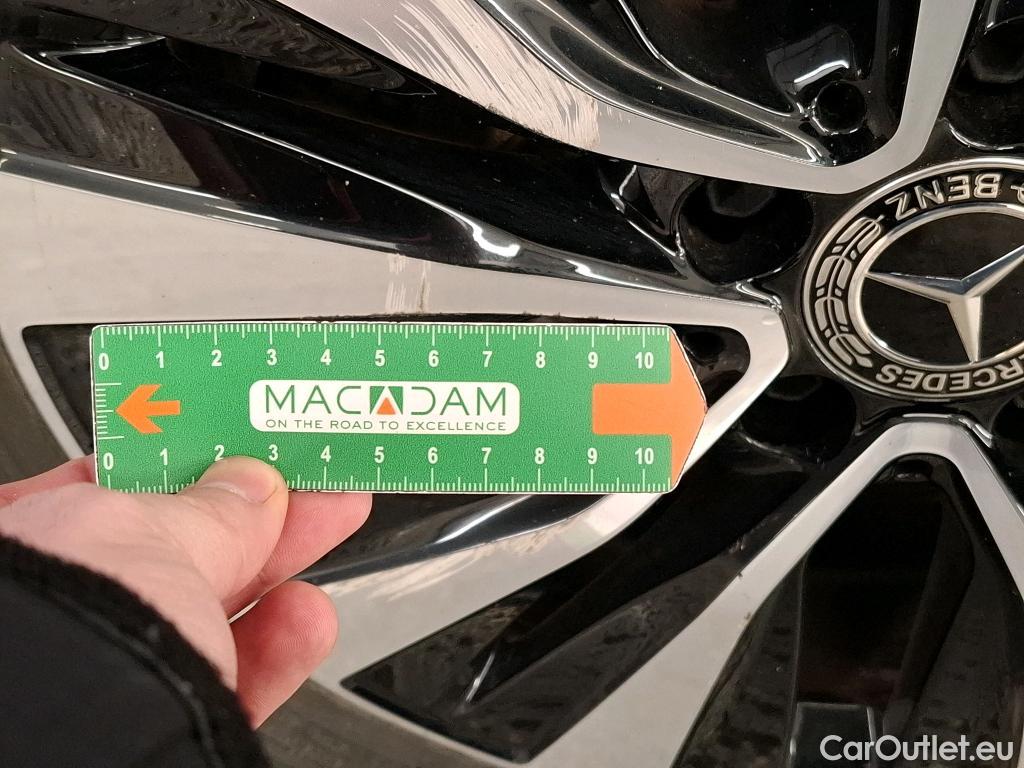 0 1 2 3 4 5 6 7 8 9 10
MACADAM
ON THE ROAD TO EXCELLENCE
0 1 2 3 4 5 6 7 8 9 10
BENZ
CEDES
CarOutlet.eu